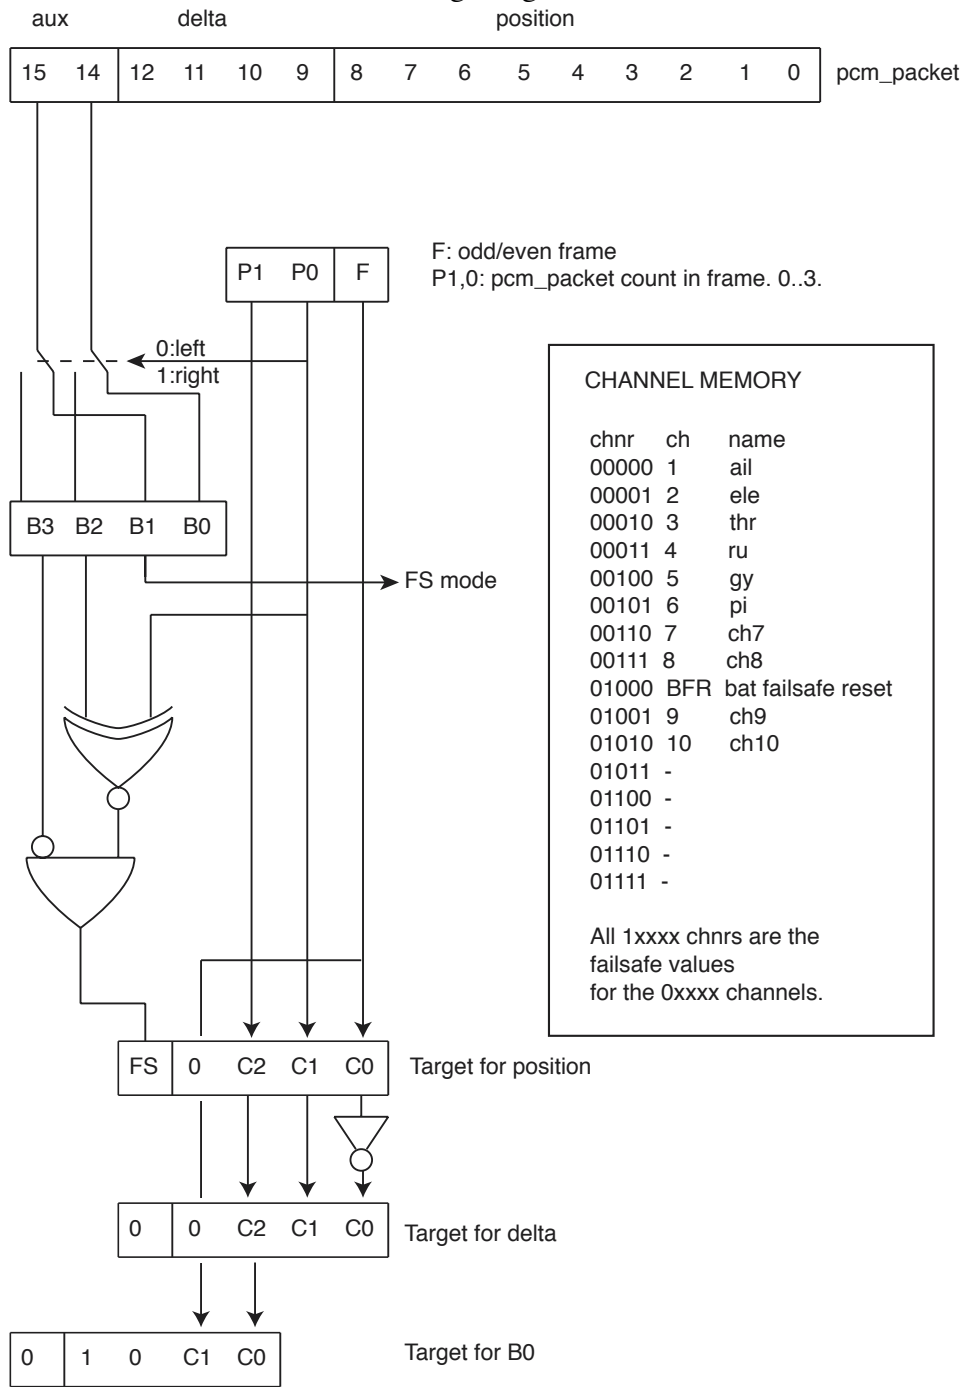 aux delta position
15 14 12 11 10 9 8 7 6 5 4 3 2 1 0 pcm_packet
P1 P0 F
F: odd/even frame
P1,0: pcm_packet count in frame. 0..3.
0:left
1:right
B3 B2 B1 B0
FS mode
CHANNEL MEMORY
chnr ch name
00000 1 ail
00001 2 ele
00010 3 thr
00011 4 ru
00100 5 gy
00101 6 pi
00110 7 ch7
00111 8 ch8
01000 BFR bat failsafe reset
01001 9 ch9
01010 10 ch10
01011 -
01100 -
01101 -
01110 -
01111 -
All 1xxxx chnrs are the
failsafe values
for the 0xxxx channels.
FS 0 C2 C1 C0 Target for position
0 0 C2 C1 C0 Target for delta
0 1 0 C1 C0 Target for B0